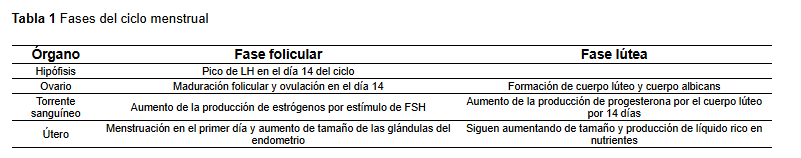 Tabla 1 Fases del ciclo menstrual
Órgano Fase folicular Fase lútea
Hipófisis Pico de LH en el día 14 del ciclo
Ovario Maduración folicular y ovulación en el día 14 Formación de cuerpo lúteo y cuerpo albicans
Torrente sanguíneo Aumento de la producción de estrógenos por estímulo de FSH Aumento de la producción de progesterona por el cuerpo lúteo por 14 días
Útero Menstruación en el primer día y aumento de tamaño de las glándulas del endometrio Siguen aumentando de tamaño y producción de líquido rico en nutrientes